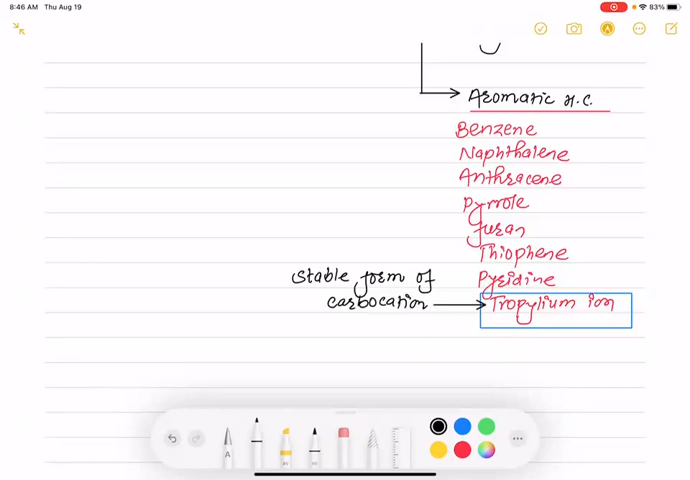 8:46 AM Thu Aug 19
83%
Aromatic H.C.
Benzene
Naphthalene
Anthracene
Pyrrole
furan
Thiophene
stable form of
Pyridine
carbocation
Tropylium ion
A